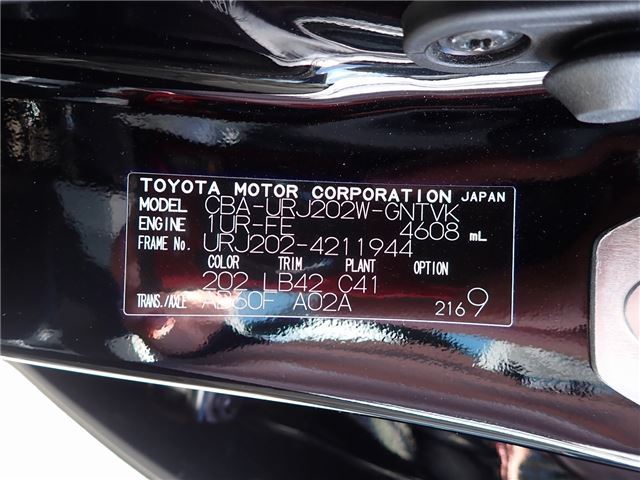 TOYOTA MOTOR CORPORATION JAPAN
MODEL CBA-URJ202W-GNTVK
ENGINE 1UR-FE 4608 mL
FRAME No. URJ202-4211944
COLOR TRIM PLANT OPTION
202 LB42 C41
TRANS./AXLE AB60F A02A 2169